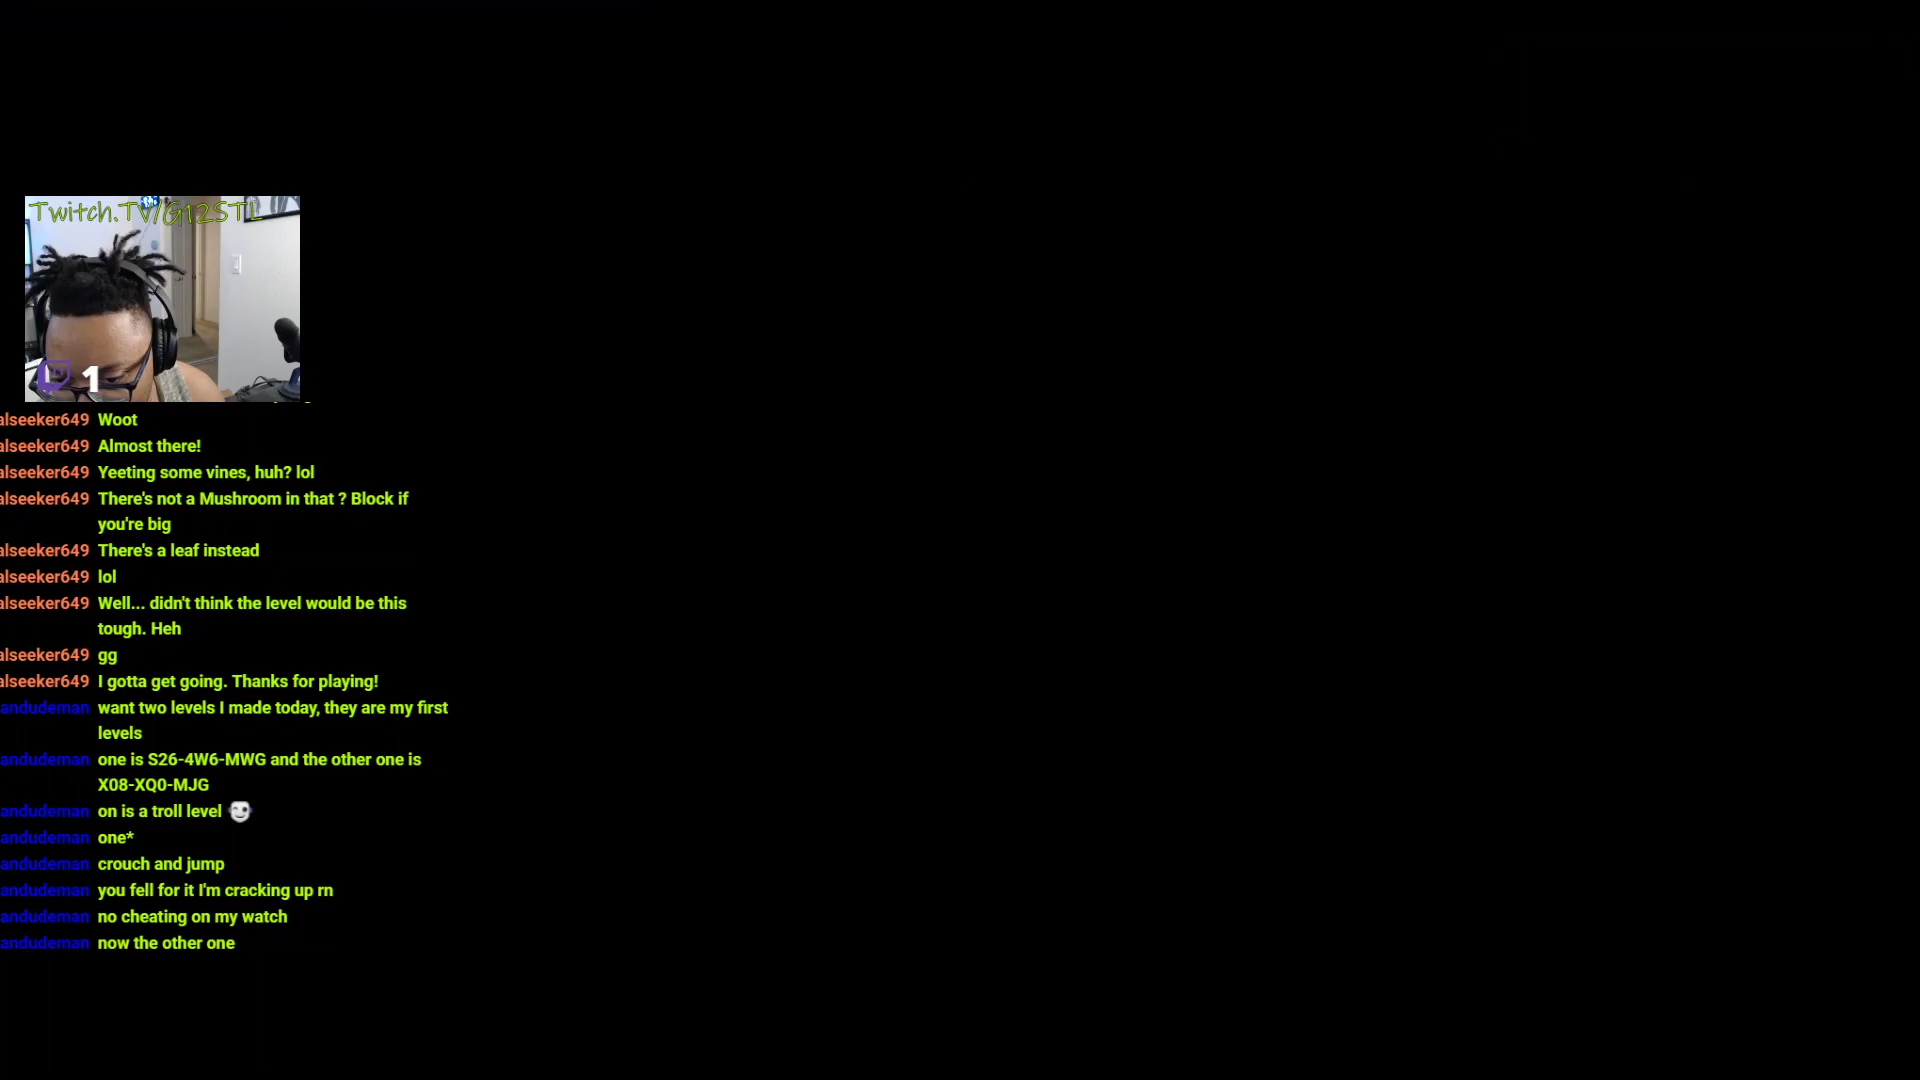 Twitch.TV/G12STL
1
alseeker649 Woot
alseeker649 Almost there!
alseeker649 Yeeting some vines, huh? lol
alseeker649 There's not a Mushroom in that ? Block if
you're big
alseeker649 There's a leaf instead
alseeker649 lol
alseeker649 Well... didn't think the level would be this
tough. Heh
alseeker649 gg
alseeker649 I gotta get going. Thanks for playing!
andudeman want two levels I made today, they are my first
levels
andudeman one is S26-4W6-MWG and the other one is
X08-XQ0-MJG
andudeman on is a troll level
andudeman one*
andudeman crouch and jump
andudeman you fell for it I'm cracking up rn
andudeman no cheating on my watch
andudeman now the other one